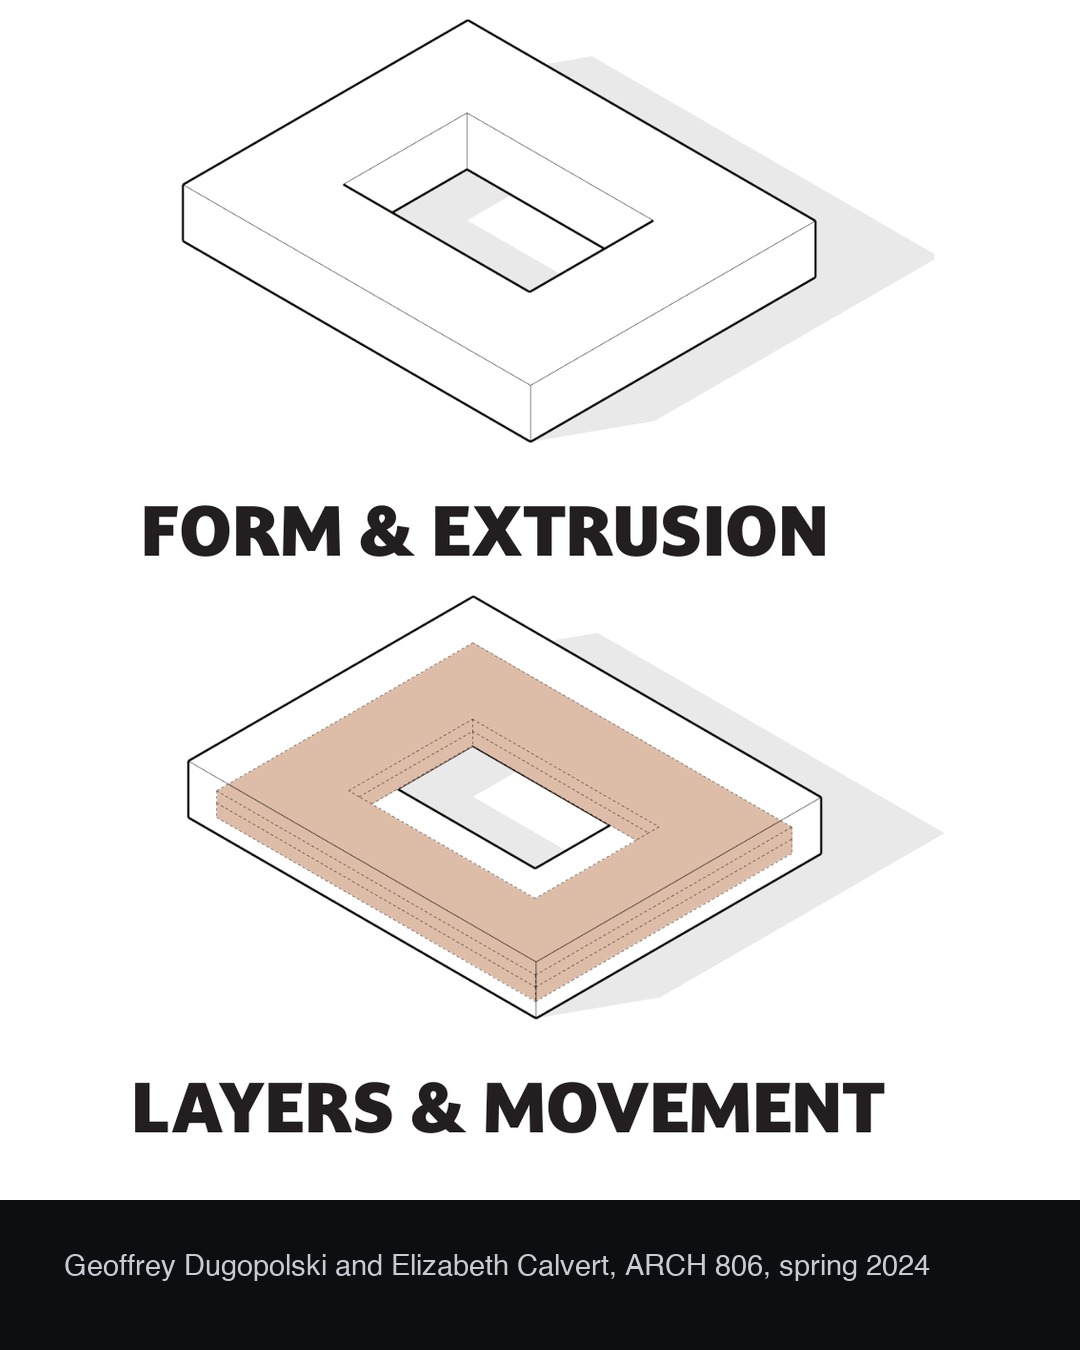 FORM & EXTRUSION
LAYERS & MOVEMENT
Geoffrey Dugopolski and Elizabeth Calvert, ARCH 806, spring 2024